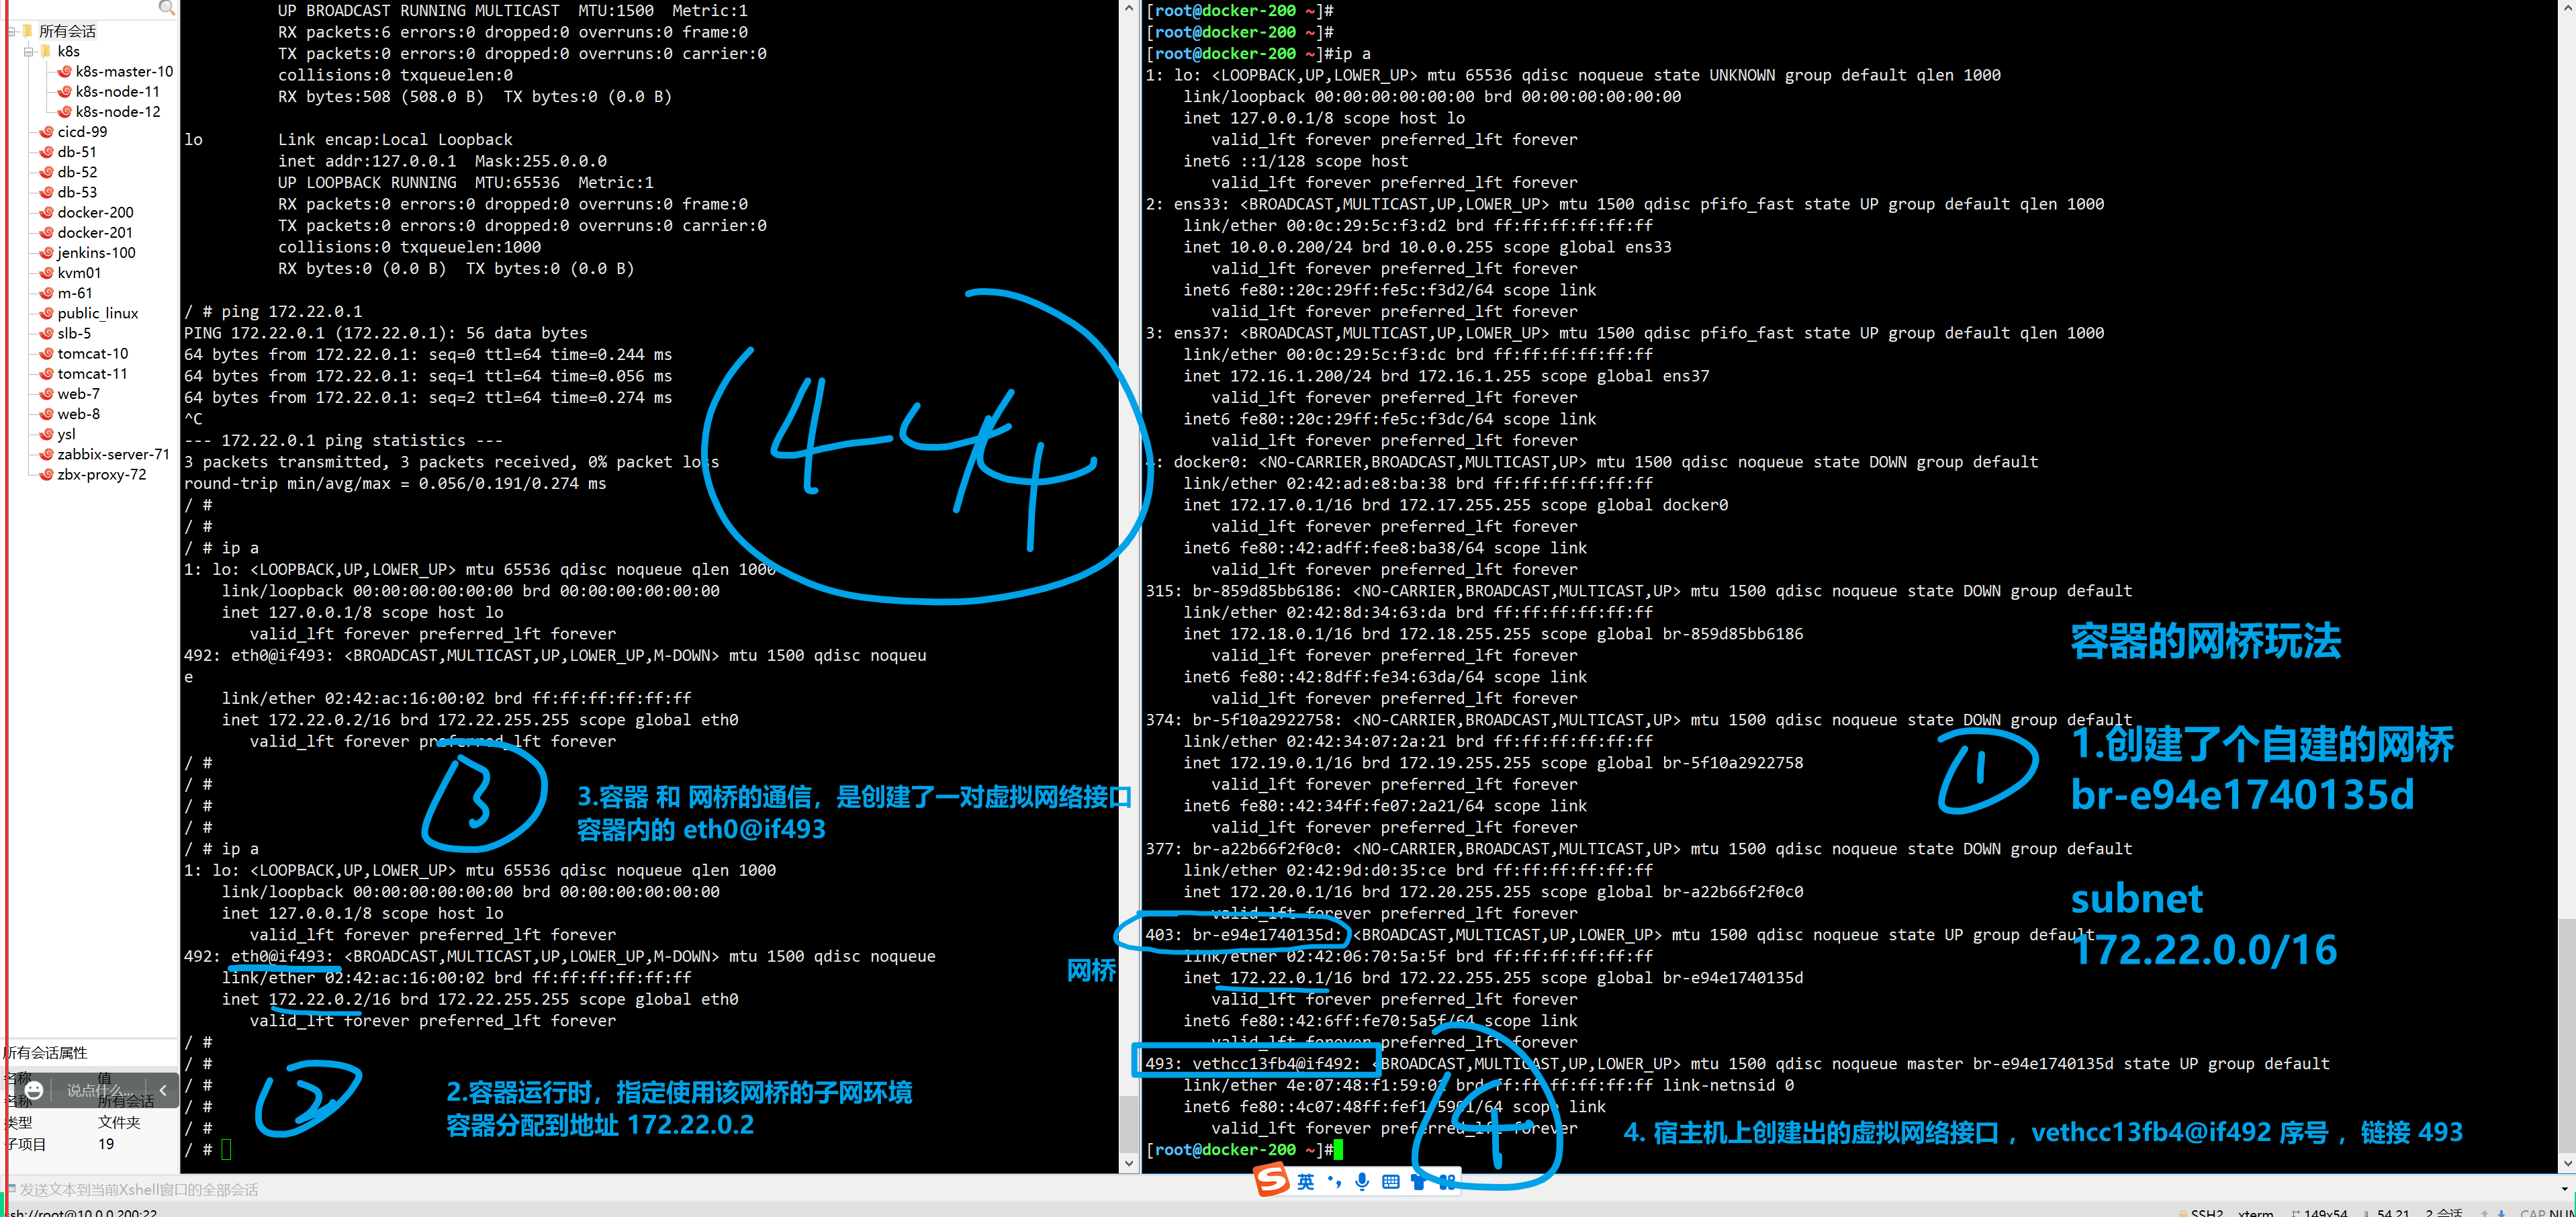 所有会话
k8s
k8s-master-10
k8s-node-11
k8s-node-12
cicd-99
db-51
db-52
db-53
docker-200
docker-201
jenkins-100
kvm01
m-61
public_linux
slb-5
tomcat-10
tomcat-11
web-7
web-8
ysl
zabbix-server-71
zbx-proxy-72
所有会话属性
名称 值
说点什么...
名称 所有会话
类型 文件夹
子项目 19
UP BROADCAST RUNNING MULTICAST  MTU:1500  Metric:1
RX packets:6 errors:0 dropped:0 overruns:0 frame:0
TX packets:0 errors:0 dropped:0 overruns:0 carrier:0
collisions:0 txqueuelen:0
RX bytes:508 (508.0 B)  TX bytes:0 (0.0 B)
lo        Link encap:Local Loopback
inet addr:127.0.0.1  Mask:255.0.0.0
UP LOOPBACK RUNNING  MTU:65536  Metric:1
RX packets:0 errors:0 dropped:0 overruns:0 frame:0
TX packets:0 errors:0 dropped:0 overruns:0 carrier:0
collisions:0 txqueuelen:1000
RX bytes:0 (0.0 B)  TX bytes:0 (0.0 B)
/ # ping 172.22.0.1
PING 172.22.0.1 (172.22.0.1): 56 data bytes
64 bytes from 172.22.0.1: seq=0 ttl=64 time=0.244 ms
64 bytes from 172.22.0.1: seq=1 ttl=64 time=0.056 ms
64 bytes from 172.22.0.1: seq=2 ttl=64 time=0.274 ms
^C
--- 172.22.0.1 ping statistics ---
3 packets transmitted, 3 packets received, 0% packet loss
round-trip min/avg/max = 0.056/0.191/0.274 ms
/ #
/ #
/ # ip a
1: lo: <LOOPBACK,UP,LOWER_UP> mtu 65536 qdisc noqueue qlen 1000
link/loopback 00:00:00:00:00:00 brd 00:00:00:00:00:00
inet 127.0.0.1/8 scope host lo
valid_lft forever preferred_lft forever
492: eth0@if493: <BROADCAST,MULTICAST,UP,LOWER_UP,M-DOWN> mtu 1500 qdisc noqueu
e
link/ether 02:42:ac:16:00:02 brd ff:ff:ff:ff:ff:ff
inet 172.22.0.2/16 brd 172.22.255.255 scope global eth0
valid_lft forever preferred_lft forever
/ #
/ #
/ #
/ #
/ # ip a
1: lo: <LOOPBACK,UP,LOWER_UP> mtu 65536 qdisc noqueue qlen 1000
link/loopback 00:00:00:00:00:00 brd 00:00:00:00:00:00
inet 127.0.0.1/8 scope host lo
valid_lft forever preferred_lft forever
492: eth0@if493: <BROADCAST,MULTICAST,UP,LOWER_UP,M-DOWN> mtu 1500 qdisc noqueue
link/ether 02:42:ac:16:00:02 brd ff:ff:ff:ff:ff:ff
inet 172.22.0.2/16 brd 172.22.255.255 scope global eth0
valid_lft forever preferred_lft forever
/ #
/ #
/ #
/ #
/ #
/ #
3
3.容器 和 网桥的通信，是创建了一对虚拟网络接口
容器内的 eth0@if493
网桥
2
2.容器运行时，指定使用该网桥的子网环境
容器分配到地址 172.22.0.2
[root@docker-200 ~]#
[root@docker-200 ~]#
[root@docker-200 ~]#ip a
1: lo: <LOOPBACK,UP,LOWER_UP> mtu 65536 qdisc noqueue state UNKNOWN group default qlen 1000
link/loopback 00:00:00:00:00:00 brd 00:00:00:00:00:00
inet 127.0.0.1/8 scope host lo
valid_lft forever preferred_lft forever
inet6 ::1/128 scope host
valid_lft forever preferred_lft forever
2: ens33: <BROADCAST,MULTICAST,UP,LOWER_UP> mtu 1500 qdisc pfifo_fast state UP group default qlen 1000
link/ether 00:0c:29:5c:f3:d2 brd ff:ff:ff:ff:ff:ff
inet 10.0.0.200/24 brd 10.0.0.255 scope global ens33
valid_lft forever preferred_lft forever
inet6 fe80::20c:29ff:fe5c:f3d2/64 scope link
valid_lft forever preferred_lft forever
3: ens37: <BROADCAST,MULTICAST,UP,LOWER_UP> mtu 1500 qdisc pfifo_fast state UP group default qlen 1000
link/ether 00:0c:29:5c:f3:dc brd ff:ff:ff:ff:ff:ff
inet 172.16.1.200/24 brd 172.16.1.255 scope global ens37
valid_lft forever preferred_lft forever
inet6 fe80::20c:29ff:fe5c:f3dc/64 scope link
valid_lft forever preferred_lft forever
4: docker0: <NO-CARRIER,BROADCAST,MULTICAST,UP> mtu 1500 qdisc noqueue state DOWN group default
link/ether 02:42:ad:e8:ba:38 brd ff:ff:ff:ff:ff:ff
inet 172.17.0.1/16 brd 172.17.255.255 scope global docker0
valid_lft forever preferred_lft forever
inet6 fe80::42:adff:fee8:ba38/64 scope link
valid_lft forever preferred_lft forever
315: br-859d85bb6186: <NO-CARRIER,BROADCAST,MULTICAST,UP> mtu 1500 qdisc noqueue state DOWN group default
link/ether 02:42:8d:34:63:da brd ff:ff:ff:ff:ff:ff
inet 172.18.0.1/16 brd 172.18.255.255 scope global br-859d85bb6186
valid_lft forever preferred_lft forever
inet6 fe80::42:8dff:fe34:63da/64 scope link
valid_lft forever preferred_lft forever
374: br-5f10a2922758: <NO-CARRIER,BROADCAST,MULTICAST,UP> mtu 1500 qdisc noqueue state DOWN group default
link/ether 02:42:34:07:2a:21 brd ff:ff:ff:ff:ff:ff
inet 172.19.0.1/16 brd 172.19.255.255 scope global br-5f10a2922758
valid_lft forever preferred_lft forever
inet6 fe80::42:34ff:fe07:2a21/64 scope link
valid_lft forever preferred_lft forever
377: br-a22b66f2f0c0: <NO-CARRIER,BROADCAST,MULTICAST,UP> mtu 1500 qdisc noqueue state DOWN group default
link/ether 02:42:9d:d0:35:ce brd ff:ff:ff:ff:ff:ff
inet 172.20.0.1/16 brd 172.20.255.255 scope global br-a22b66f2f0c0
valid_lft forever preferred_lft forever
403: br-e94e1740135d: <BROADCAST,MULTICAST,UP,LOWER_UP> mtu 1500 qdisc noqueue state UP group default
link/ether 02:42:06:70:5a:5f brd ff:ff:ff:ff:ff:ff
inet 172.22.0.1/16 brd 172.22.255.255 scope global br-e94e1740135d
valid_lft forever preferred_lft forever
inet6 fe80::42:6ff:fe70:5a5f/64 scope link
valid_lft forever preferred_lft forever
493: vethcc13fb4@if492: <BROADCAST,MULTICAST,UP,LOWER_UP> mtu 1500 qdisc noqueue master br-e94e1740135d state UP group default
link/ether 4e:07:48:f1:59:01 brd ff:ff:ff:ff:ff:ff link-netnsid 0
inet6 fe80::4c07:48ff:fef1:5901/64 scope link
valid_lft forever preferred_lft forever
[root@docker-200 ~]#
容器的网桥玩法
1
1.创建了个自建的网桥
br-e94e1740135d
subnet
172.22.0.0/16
4
4. 宿主机上创建出的虚拟网络接口 ，vethcc13fb4@if492 序号 ，链接 493
英
发送文本到当前Xshell窗口的全部会话
ssh://root@10.0.0.200:22
SSH2 xterm 149x54 54,21 2 会话 CAP NUM